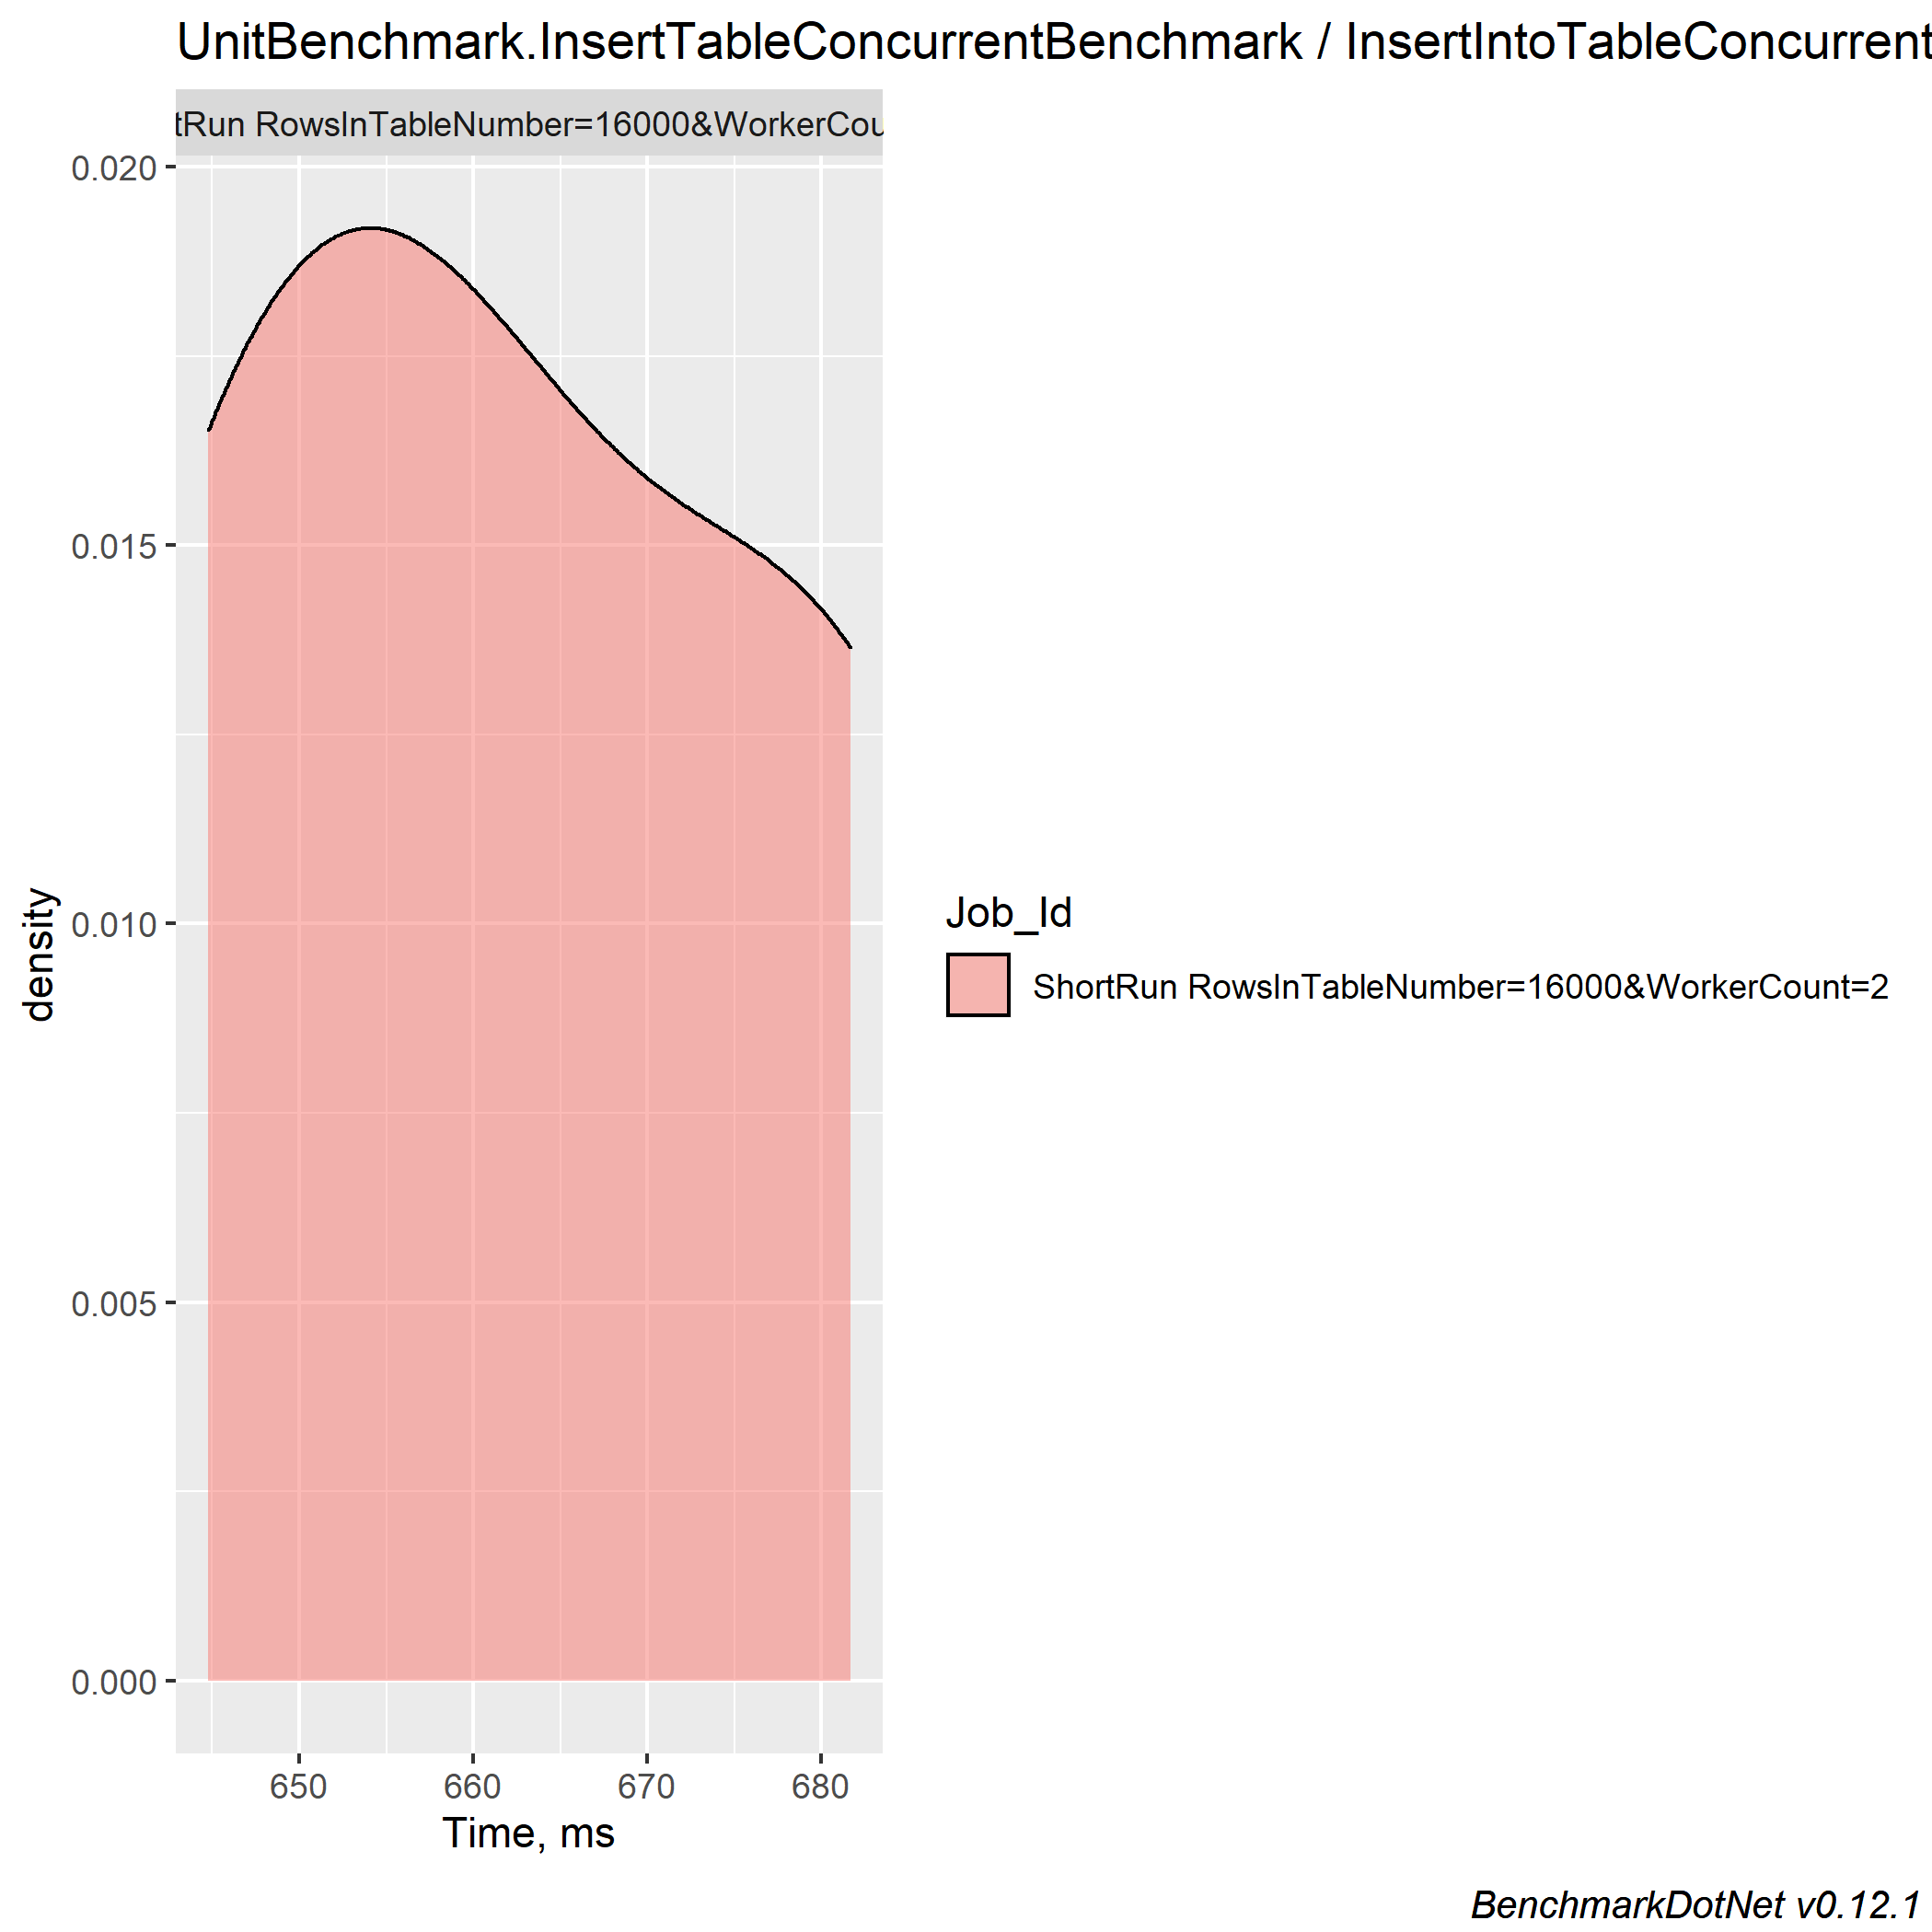 UnitBenchmark.InsertTableConcurrentBenchmark / InsertIntoTableConcurrent
tRun RowsInTableNumber=16000&WorkerCou
0.020
0.015
0.010
0.005
0.000
density
650 660 670 680
Time, ms
Job_Id
ShortRun RowsInTableNumber=16000&WorkerCount=2
BenchmarkDotNet v0.12.1